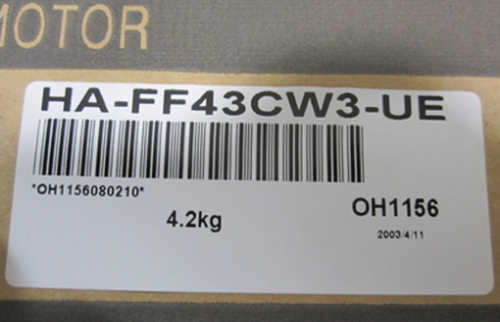 MOTOR
HA-FF43CW3-UE
*OH1156080210*
4.2kg
OH1156
2003/4/11